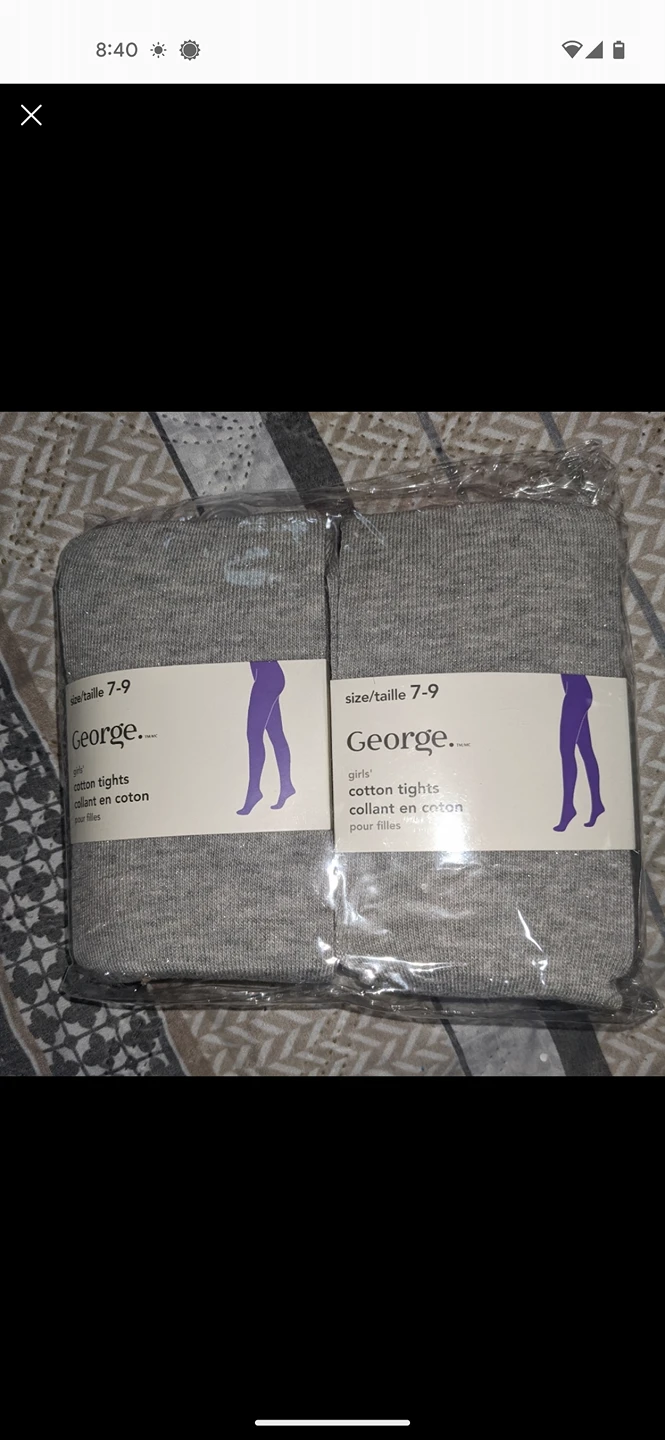 8:40
size/taille 7-9
George.
girls'
cotton tights
collant en coton
pour filles
size/taille 7-9
George.
girls'
cotton tights
collant en coton
pour filles